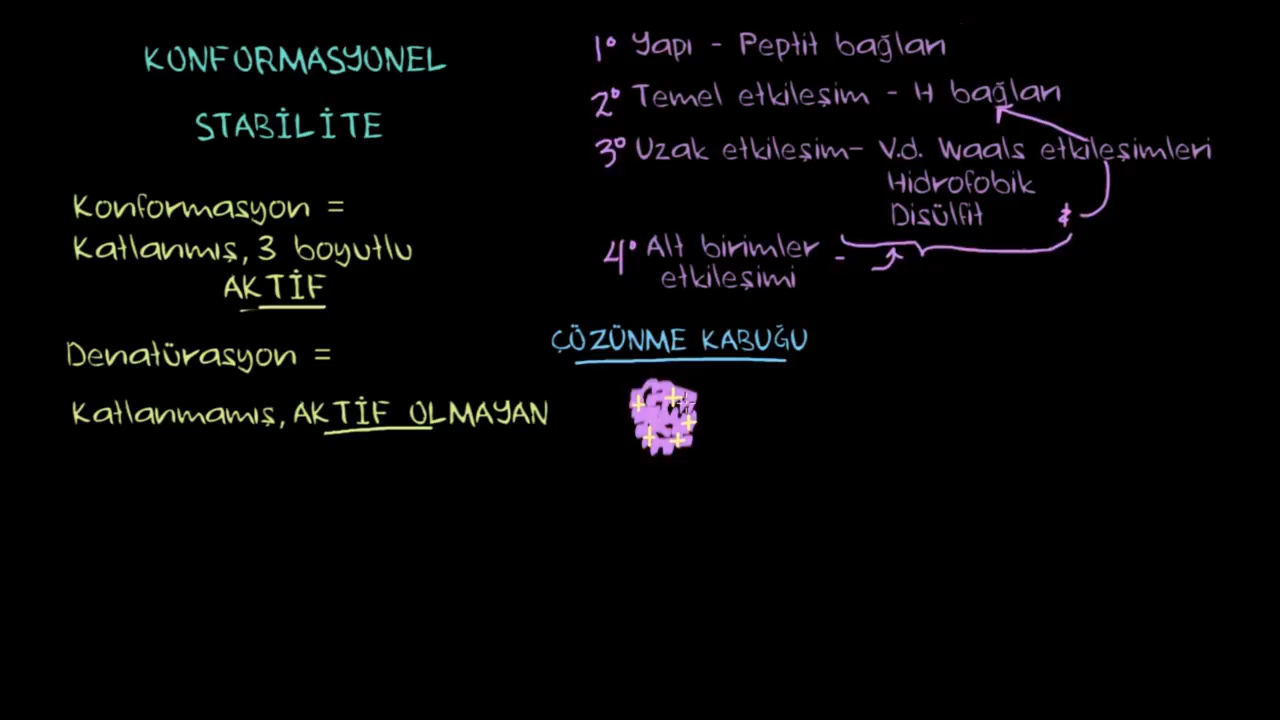 KONFORMASYONEL
STABİLİTE
Konformasyon =
Katlanmış, 3 boyutlu
AKTİF
Denatürasyon =
Katlanmamış, AKTİF OLMAYAN
1° Yapı - Peptit bağları
2° Temel etkileşim - H bağları
3° Uzak etkileşim- V.d. Waals etkileşimleri
Hidrofobik
Disülfit
4° Alt birimler -
etkileşimi
ÇÖZÜNME KABUĞU
+ + + + +